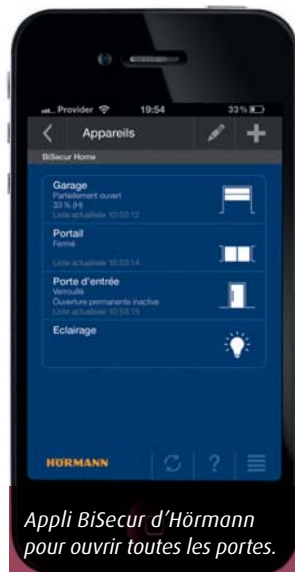 Provider 19:54 33%
Appareils
BiSecur Home
Garage
Partiellement ouvert
33 % (H)
Liste actualisée 10:53:12
Portail
Fermé
Liste actualisée 10:53:14
Porte d'entrée
Verrouillé
Ouverture permanente inactive
Liste actualisée 10:53:15
Eclairage
HÖRMANN ?
Appli BiSecur d'Hörmann
pour ouvrir toutes les portes.